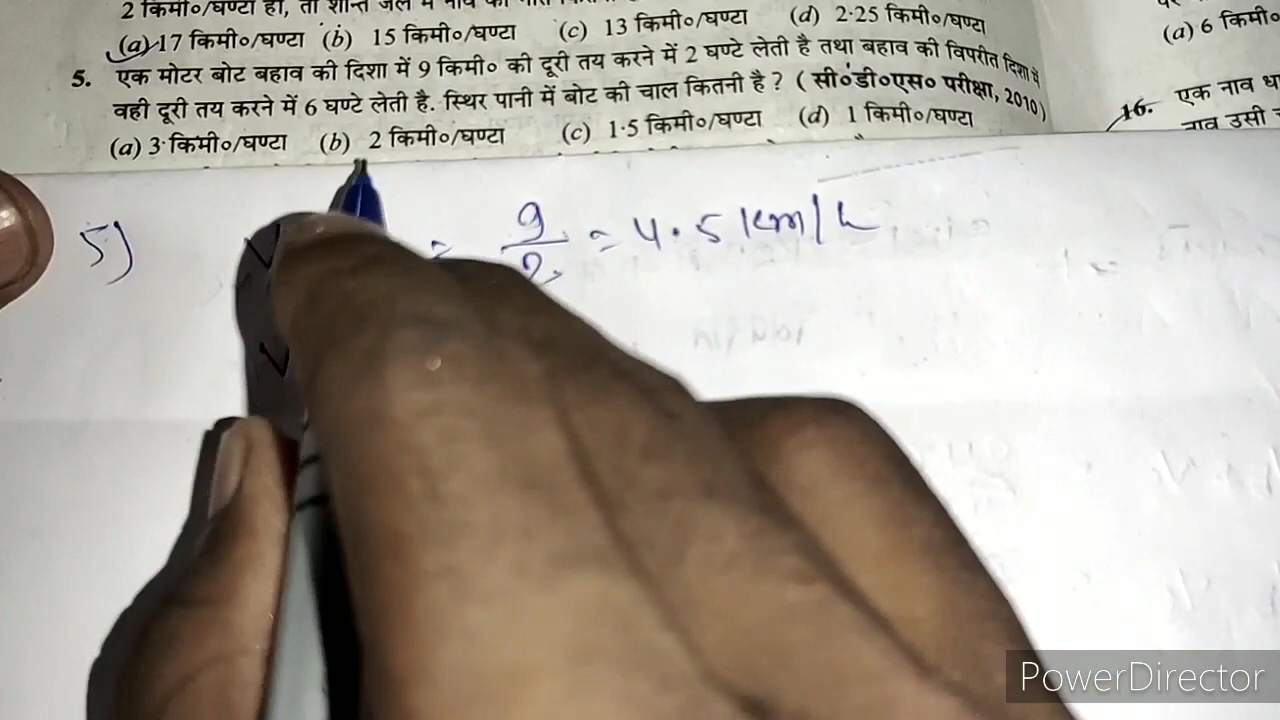 2 किमी०/घण्टा हो, तो शान्त जल में नाव की
(a) 17 किमी०/घण्टा (b) 15 किमी०/घण्टा (c) 13 किमी०/घण्टा (d) 2·25 किमी०/घण्टा
5. एक मोटर बोट बहाव की दिशा में 9 किमी० की दूरी तय करने में 2 घण्टे लेती है तथा बहाव की विपरीत दिशा में
वही दूरी तय करने में 6 घण्टे लेती है. स्थिर पानी में बोट की चाल कितनी है ? ( सी०डी०एस० परीक्षा, 2010)
(a) 3 किमी०/घण्टा (b) 2 किमी०/घण्टा (c) 1·5 किमी०/घण्टा (d) 1 किमी०/घण्टा
(a) 6 किमी०
16. एक नाव
नाव उसी
5) = 9/2 = 4.5 km/h
PowerDirector